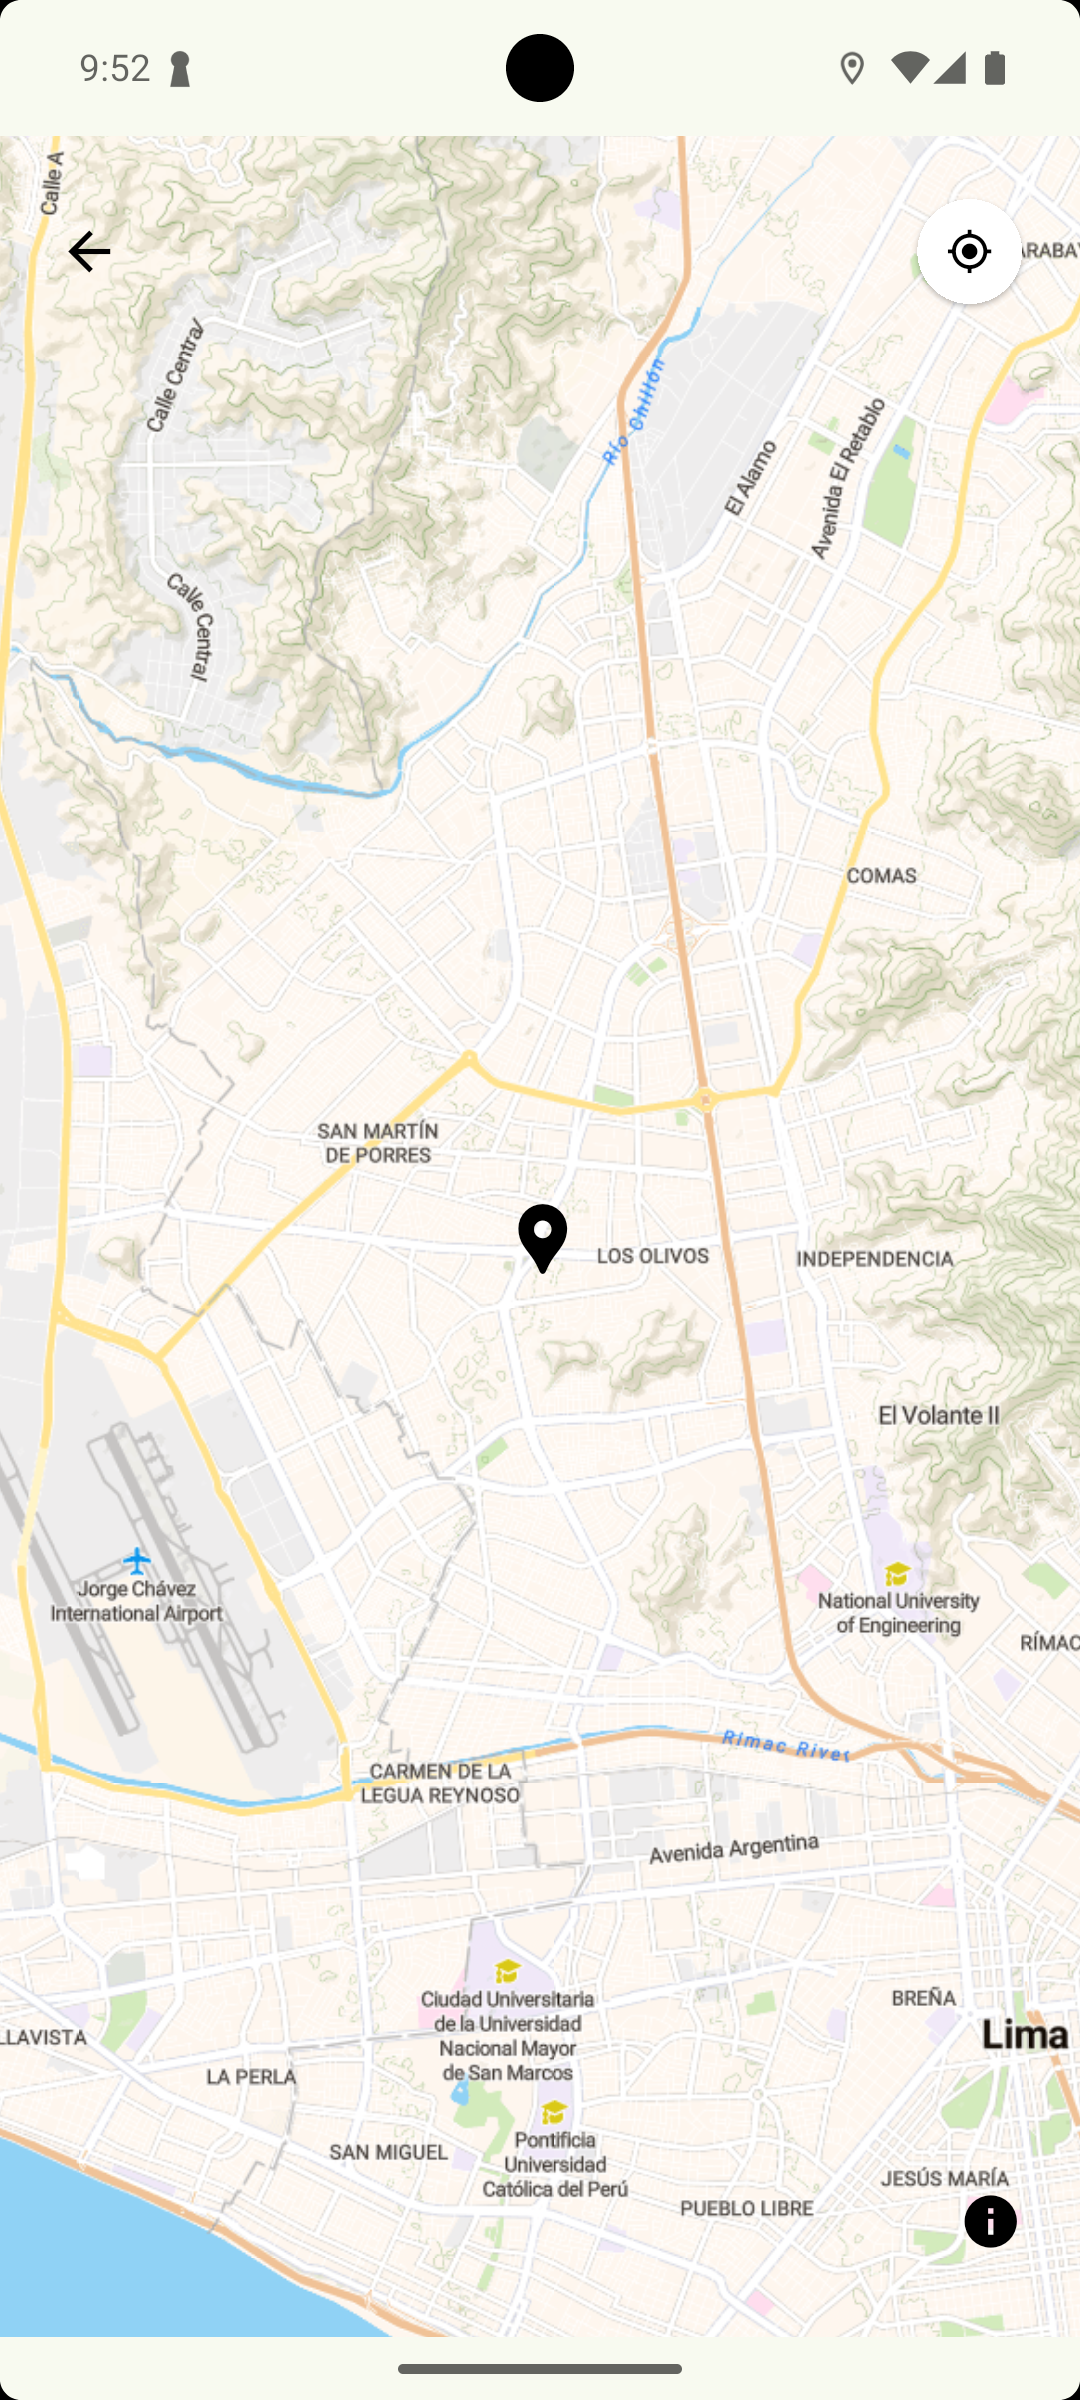 9:52
Calle A
Calle Central
Río Chillón
El Alamo
Avenida El Retablo
Calle Central
COMAS
SAN MARTÍN
DE PORRES
LOS OLIVOS
INDEPENDENCIA
El Volante II
Jorge Chávez
International Airport
National University
of Engineering
Rímac River
CARMEN DE LA
LEGUA REYNOSO
Avenida Argentina
Ciudad Universitaria
de la Universidad
Nacional Mayor
de San Marcos
BREÑA
LLAVISTA
Lima
LA PERLA
Pontificia
Universidad
Católica del Perú
SAN MIGUEL
JESÚS MARÍA
PUEBLO LIBRE
RÍMAC